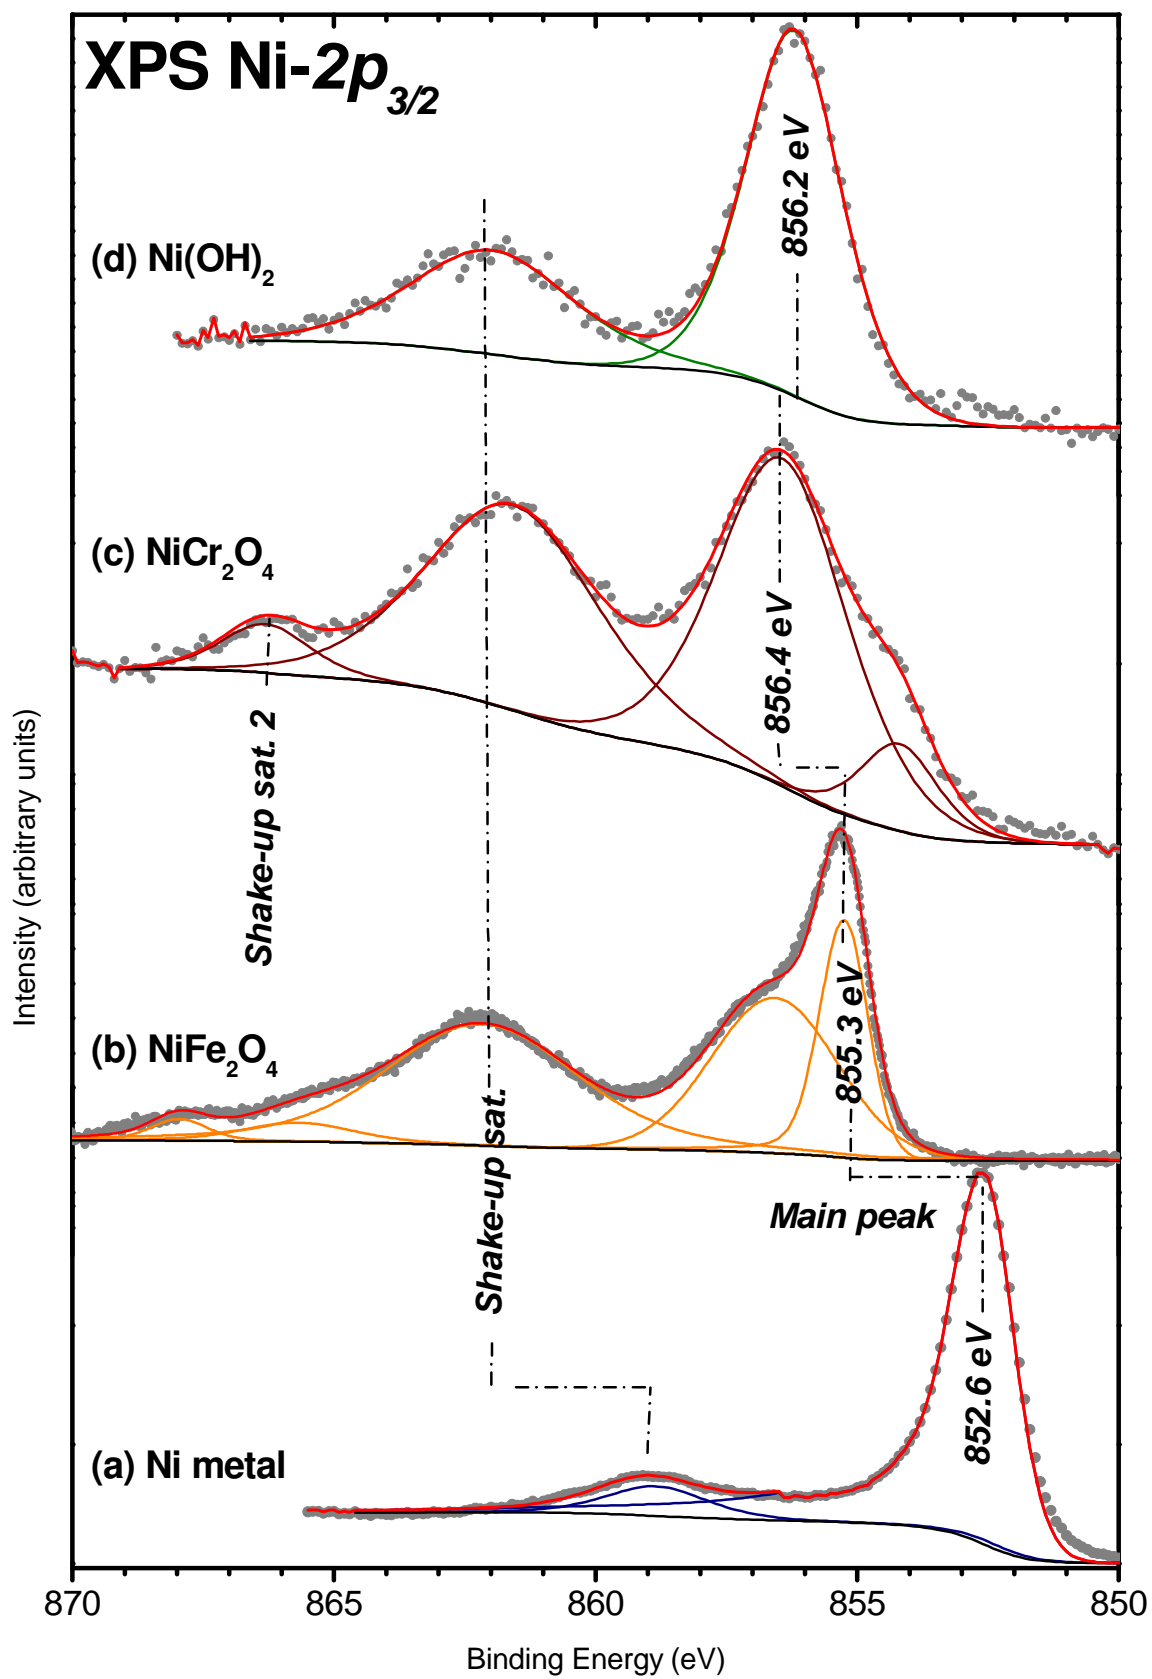 XPS Ni-2p3/2
856.2 eV
(d) Ni(OH)2
(c) NiCr2O4
856.4 eV
Shake-up sat. 2
Intensity (arbitrary units)
(b) NiFe2O4
855.3 eV
Shake-up sat.
Main peak
852.6 eV
(a) Ni metal
870 865 860 855 850
Binding Energy (eV)